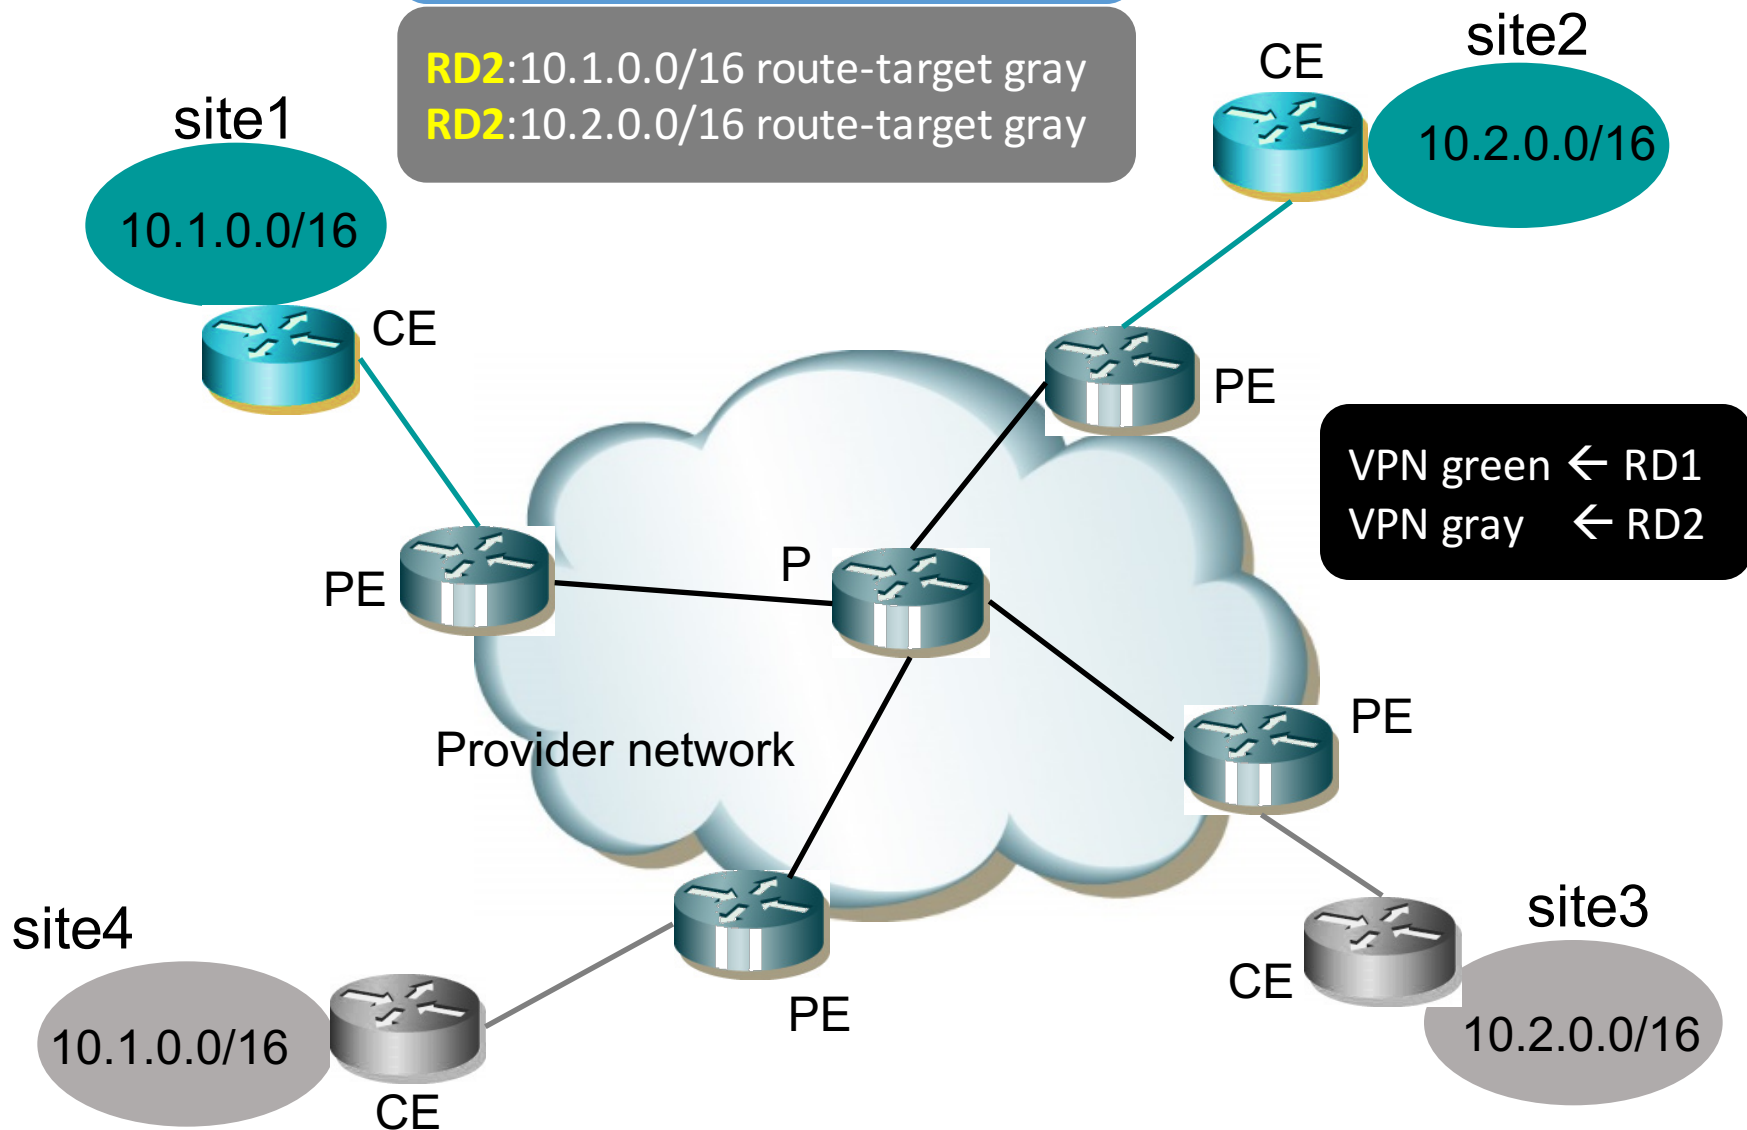 RD2:10.1.0.0/16 route-target gray
RD2:10.2.0.0/16 route-target gray
site2
CE
10.2.0.0/16
site1
10.1.0.0/16
CE
PE
VPN green ← RD1
VPN gray ← RD2
P
PE
PE
Provider network
site3
CE
10.2.0.0/16
site4
10.1.0.0/16
CE
PE